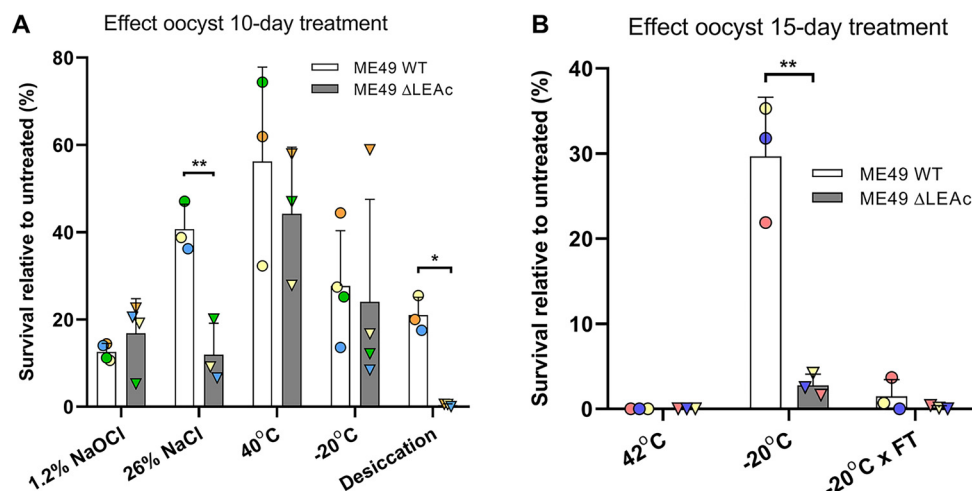 A
Effect oocyst 10-day treatment
Survival relative to untreated (%)
80
60
40
20
0
ME49 WT
ME49 ΔLEAc
**
*
1.2% NaOCl
26% NaCl
40°C
-20°C
Desiccation
B
Effect oocyst 15-day treatment
Survival relative to untreated (%)
40
30
20
10
0
**
ME49 WT
ME49 ΔLEAc
42°C
-20°C
-20°C x FT